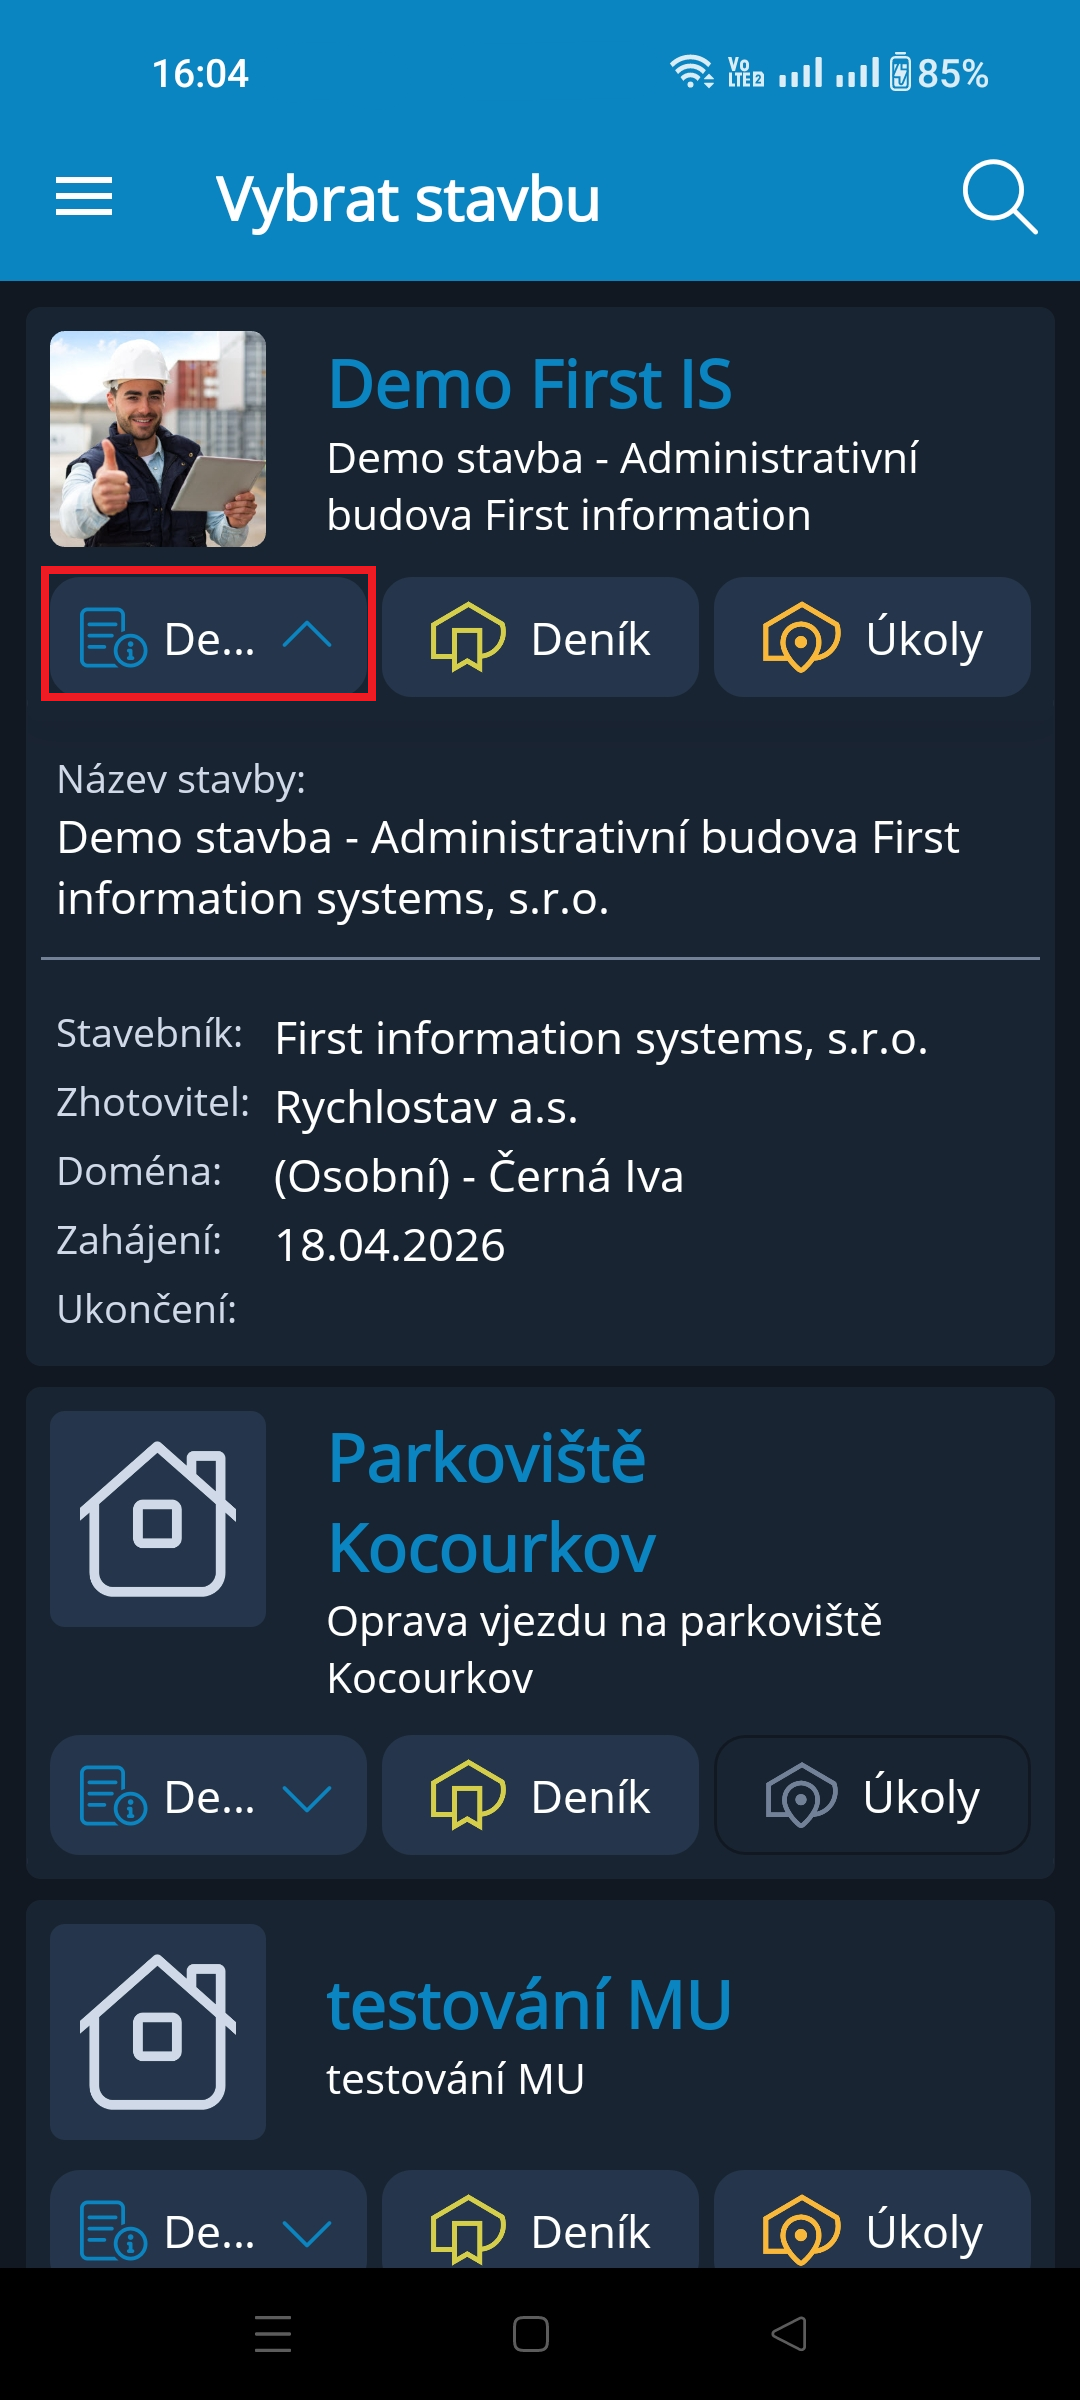 16:04
Vo LTE 2
85%
Vybrat stavbu
Demo First IS
Demo stavba - Administrativní
budova First information
De...
Deník
Úkoly
Název stavby:
Demo stavba - Administrativní budova First
information systems, s.r.o.
Stavebník: First information systems, s.r.o.
Zhotovitel: Rychlostav a.s.
Doména: (Osobní) - Černá Iva
Zahájení: 18.04.2026
Ukončení:
Parkoviště
Kocourkov
Oprava vjezdu na parkoviště
Kocourkov
De...
Deník
Úkoly
testování MU
testování MU
De...
Deník
Úkoly